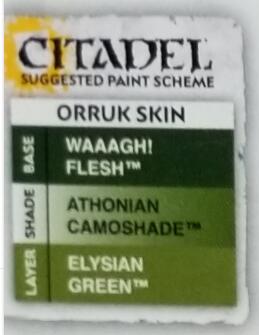 CITADEL
SUGGESTED PAINT SCHEME
ORRUK SKIN
BASE
WAAAGH!
FLESH™
SHADE
ATHONIAN
CAMOSHADE™
LAYER
ELYSIAN
GREEN™